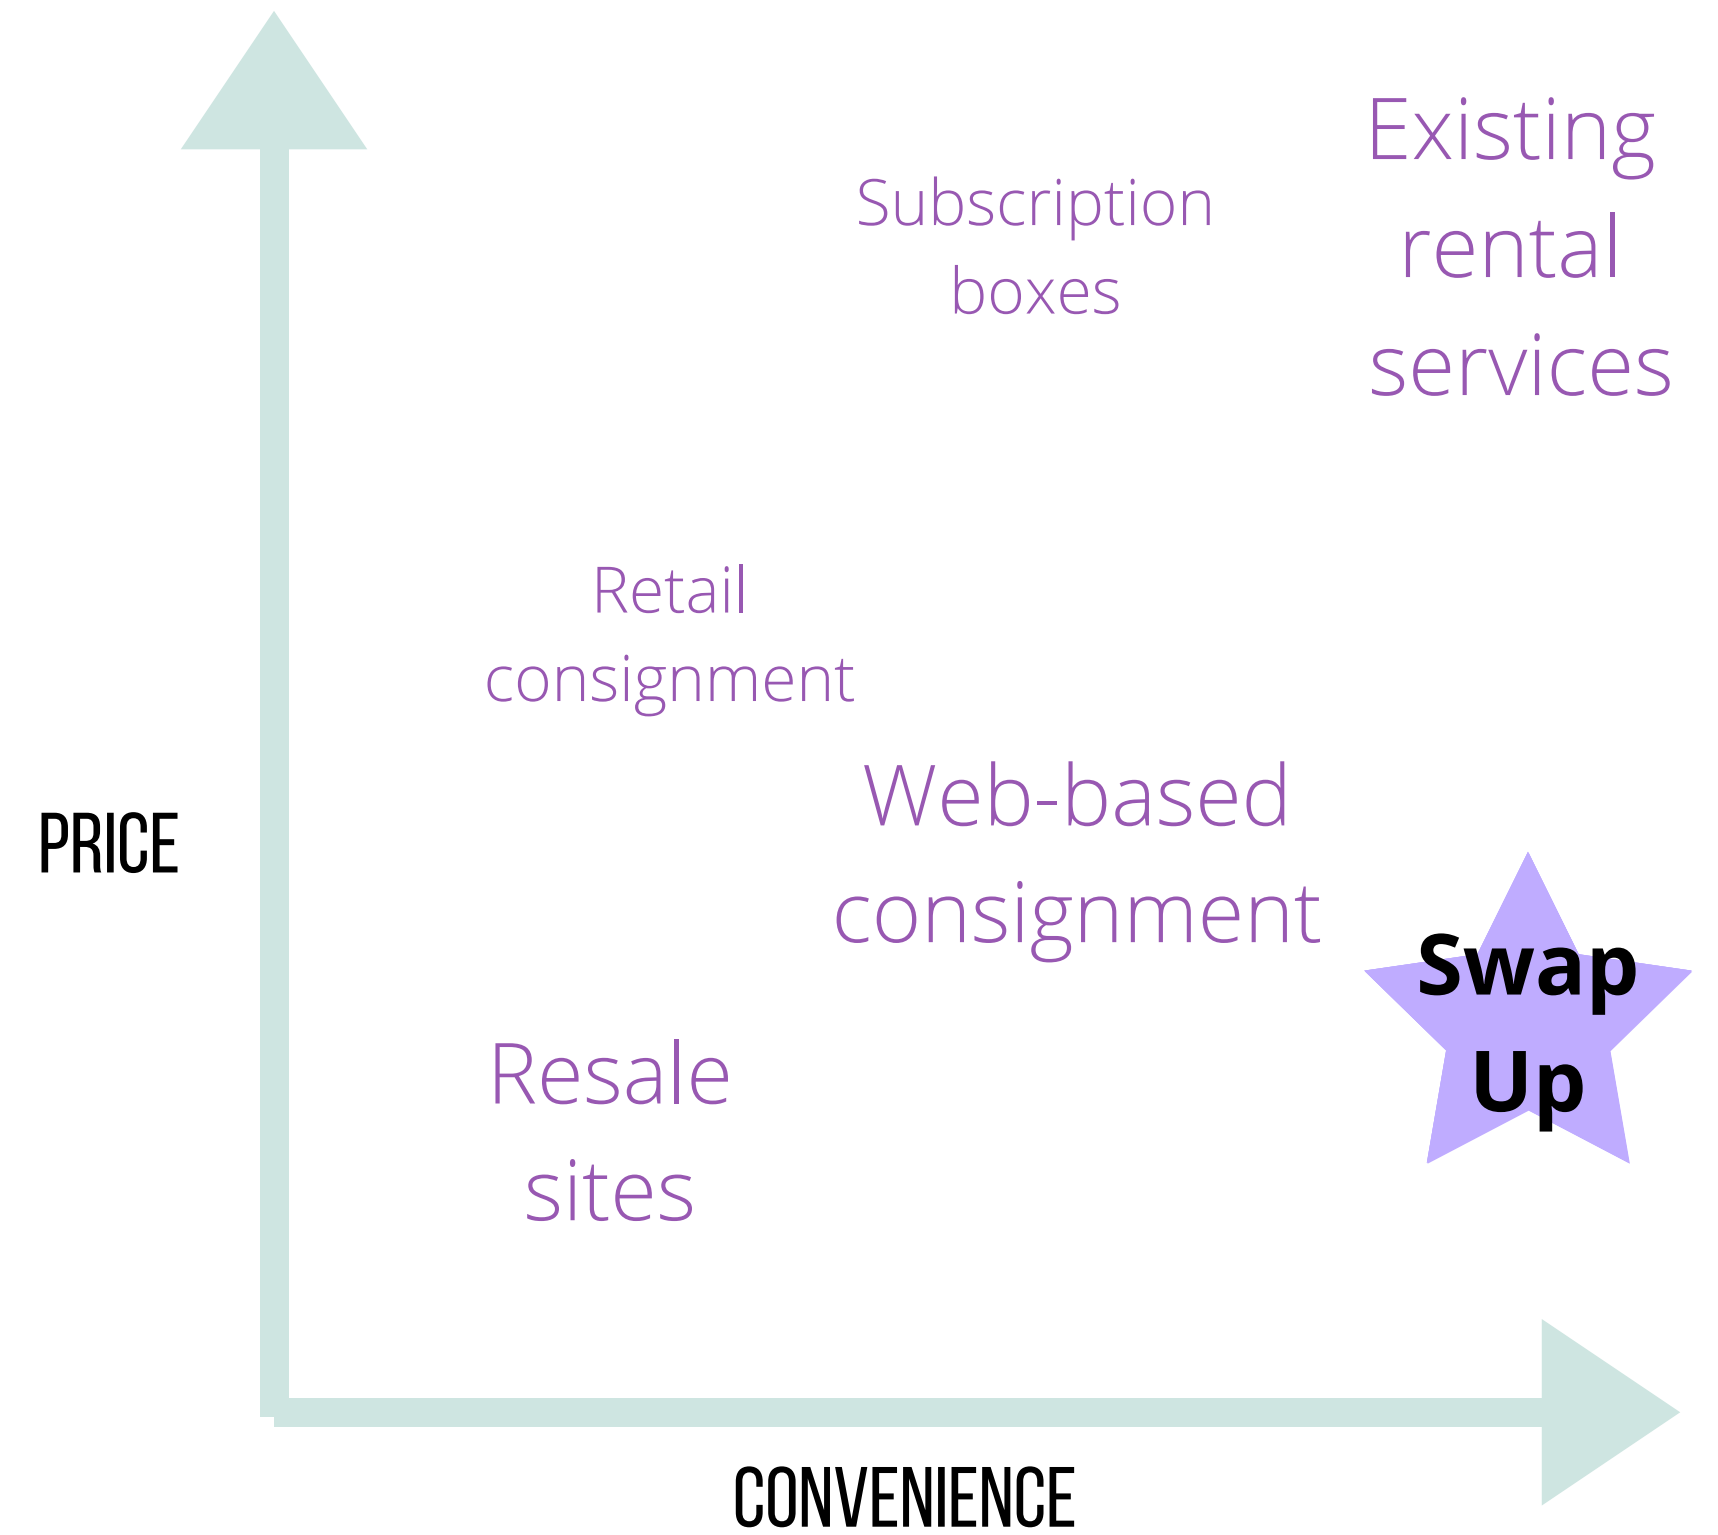 Existing
rental
services
Subscription
boxes
Retail
consignment
Web-based
consignment
PRICE
Swap
Up
Resale
sites
CONVENIENCE